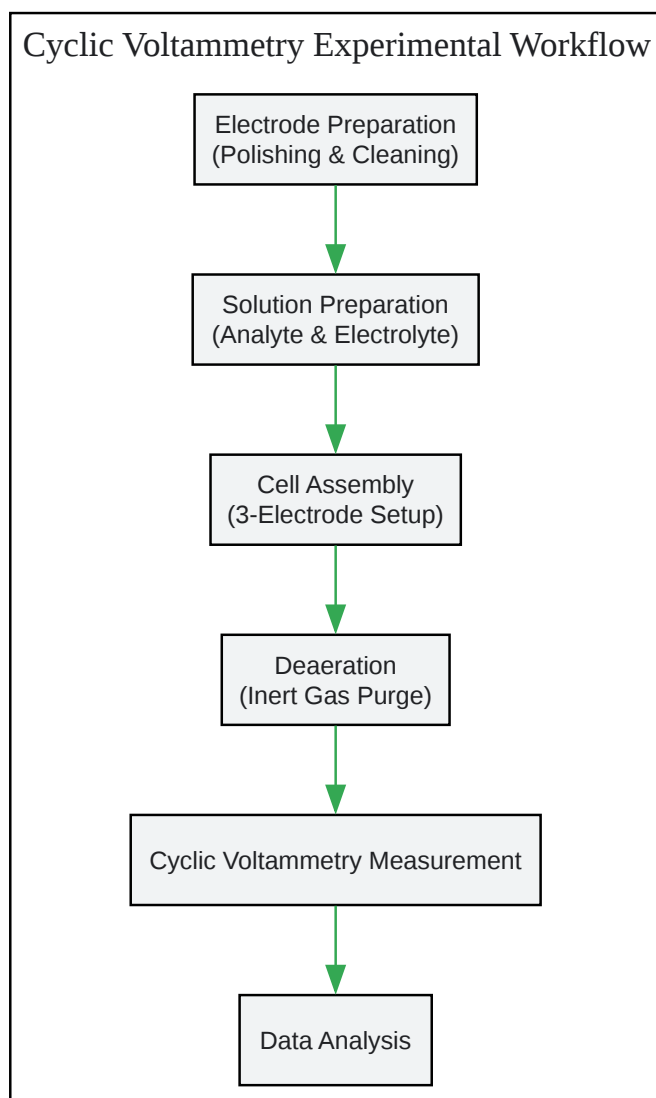 Cyclic Voltammetry Experimental Workflow
Electrode Preparation
(Polishing & Cleaning)
Solution Preparation
(Analyte & Electrolyte)
Cell Assembly
(3-Electrode Setup)
Deaeration
(Inert Gas Purge)
Cyclic Voltammetry Measurement
Data Analysis